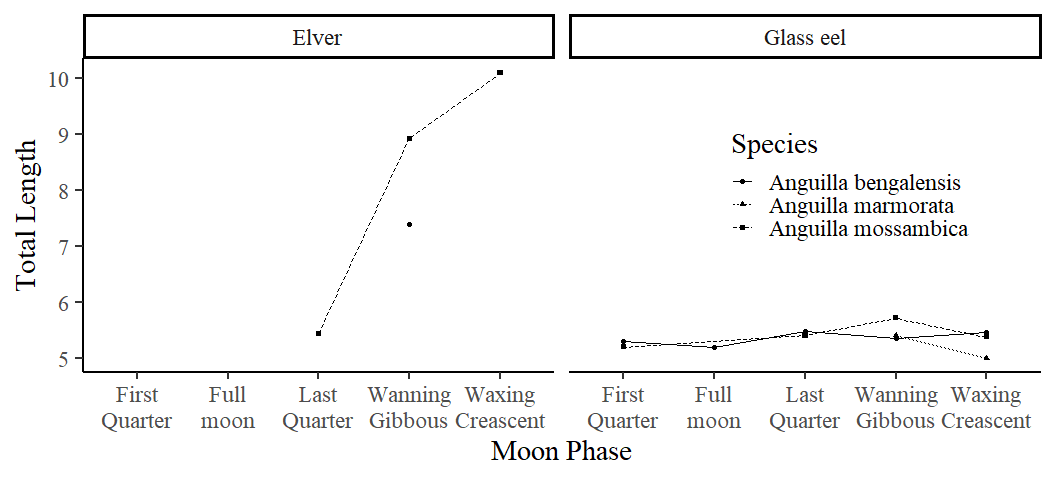 Elver
Glass eel
Total Length
10
9
8
7
6
5
Species
Anguilla bengalensis
Anguilla marmorata
Anguilla mossambica
First Quarter
Full moon
Last Quarter
Wanning Gibbous
Waxing Creascent
First Quarter
Full moon
Last Quarter
Wanning Gibbous
Waxing Creascent
Moon Phase